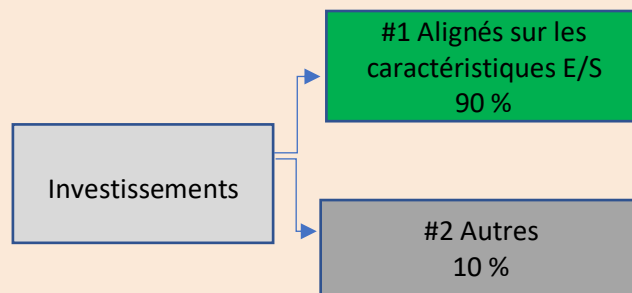 #1 Alignés sur les
caractéristiques E/S
90 %
Investissements
#2 Autres
10 %